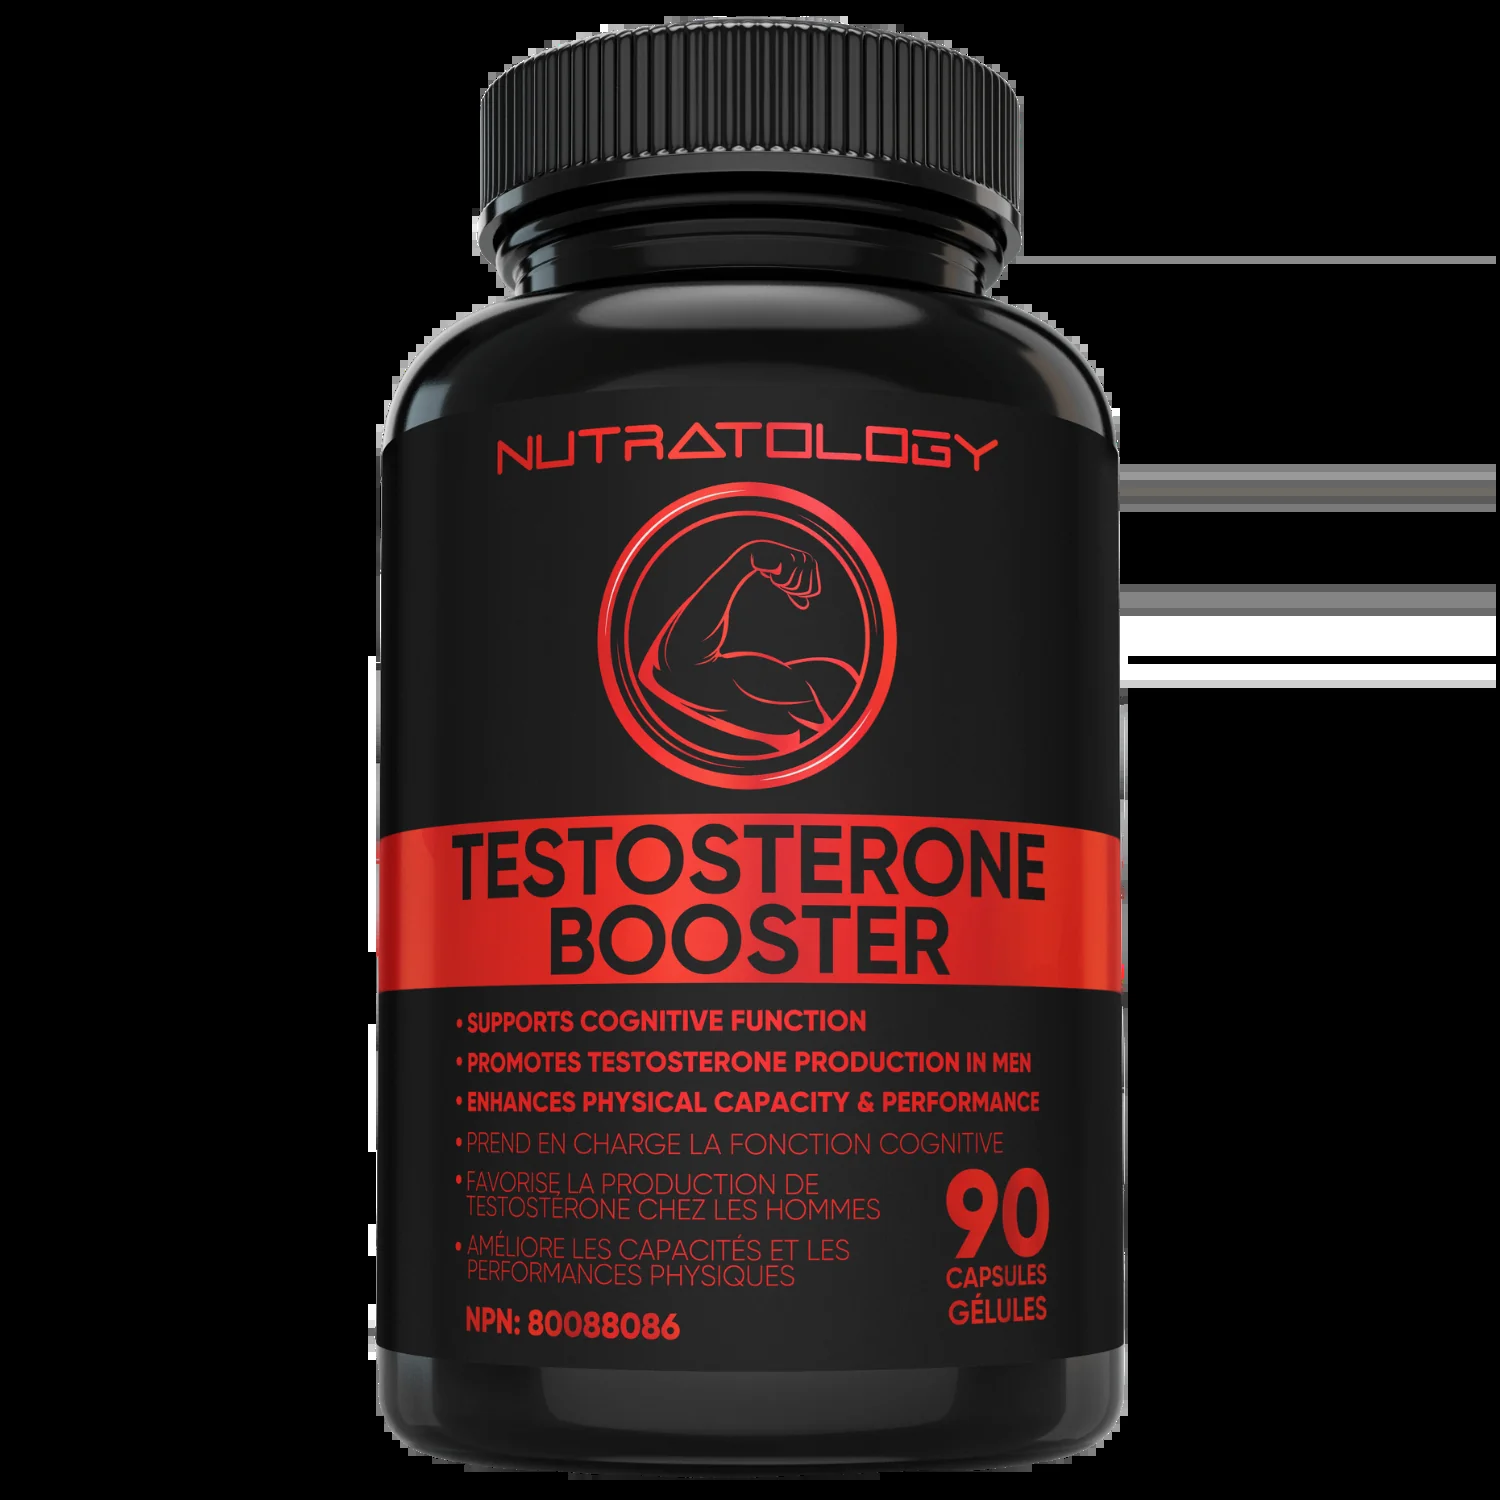 NUTRATOLOGY
TESTOSTERONE
BOOSTER
• SUPPORTS COGNITIVE FUNCTION
• PROMOTES TESTOSTERONE PRODUCTION IN MEN
• ENHANCES PHYSICAL CAPACITY & PERFORMANCE
• PREND EN CHARGE LA FONCTION COGNITIVE
• FAVORISE LA PRODUCTION DE
TESTOSTÉRONE CHEZ LES HOMMES
• AMÉLIORE LES CAPACITÉS ET LES
PERFORMANCES PHYSIQUES
NPN: 80088086
90
CAPSULES
GÉLULES